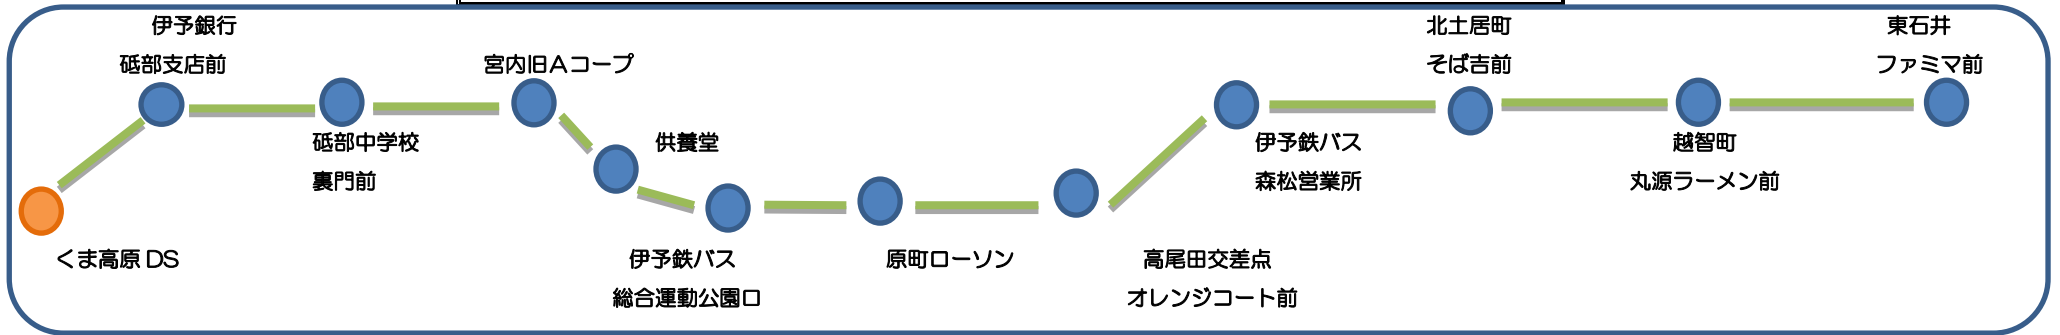 くま高原DS
伊予銀行
砥部支店前
砥部中学校
裏門前
宮内旧Aコープ
供養堂
伊予鉄バス
総合運動公園口
原町ローソン
高尾田交差点
オレンジコート前
伊予鉄バス
森松営業所
北土居町
そば吉前
越智町
丸源ラーメン前
東石井
ファミマ前